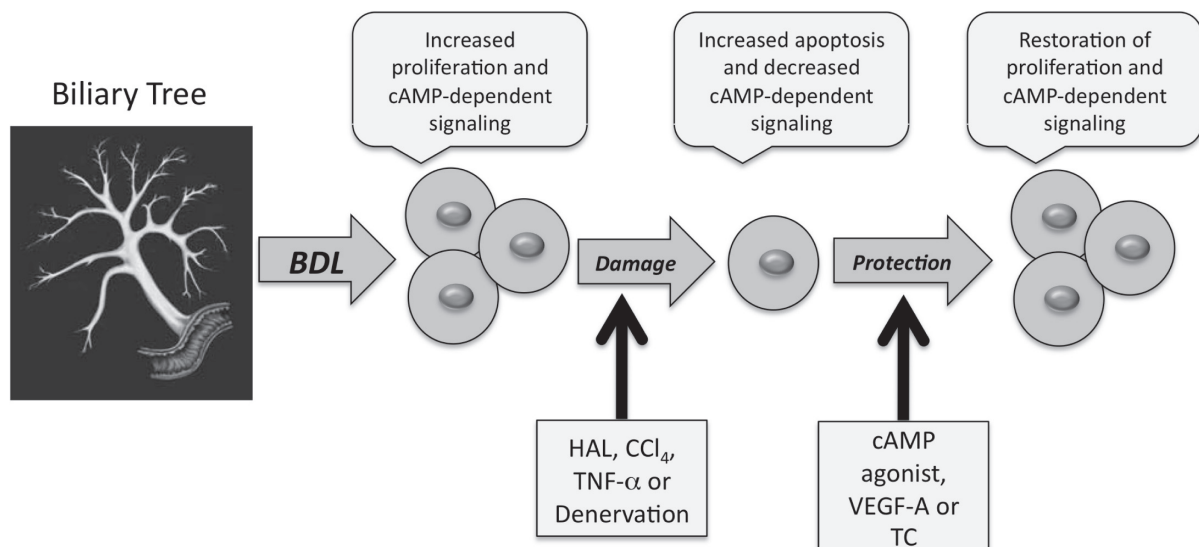 Biliary Tree
Increased
proliferation and
cAMP-dependent
signaling
Increased apoptosis
and decreased
cAMP-dependent
signaling
Restoration of
proliferation and
cAMP-dependent
signaling
BDL
Damage
Protection
HAL, CCl₄,
TNF-α or
Denervation
cAMP
agonist,
VEGF-A or
TC